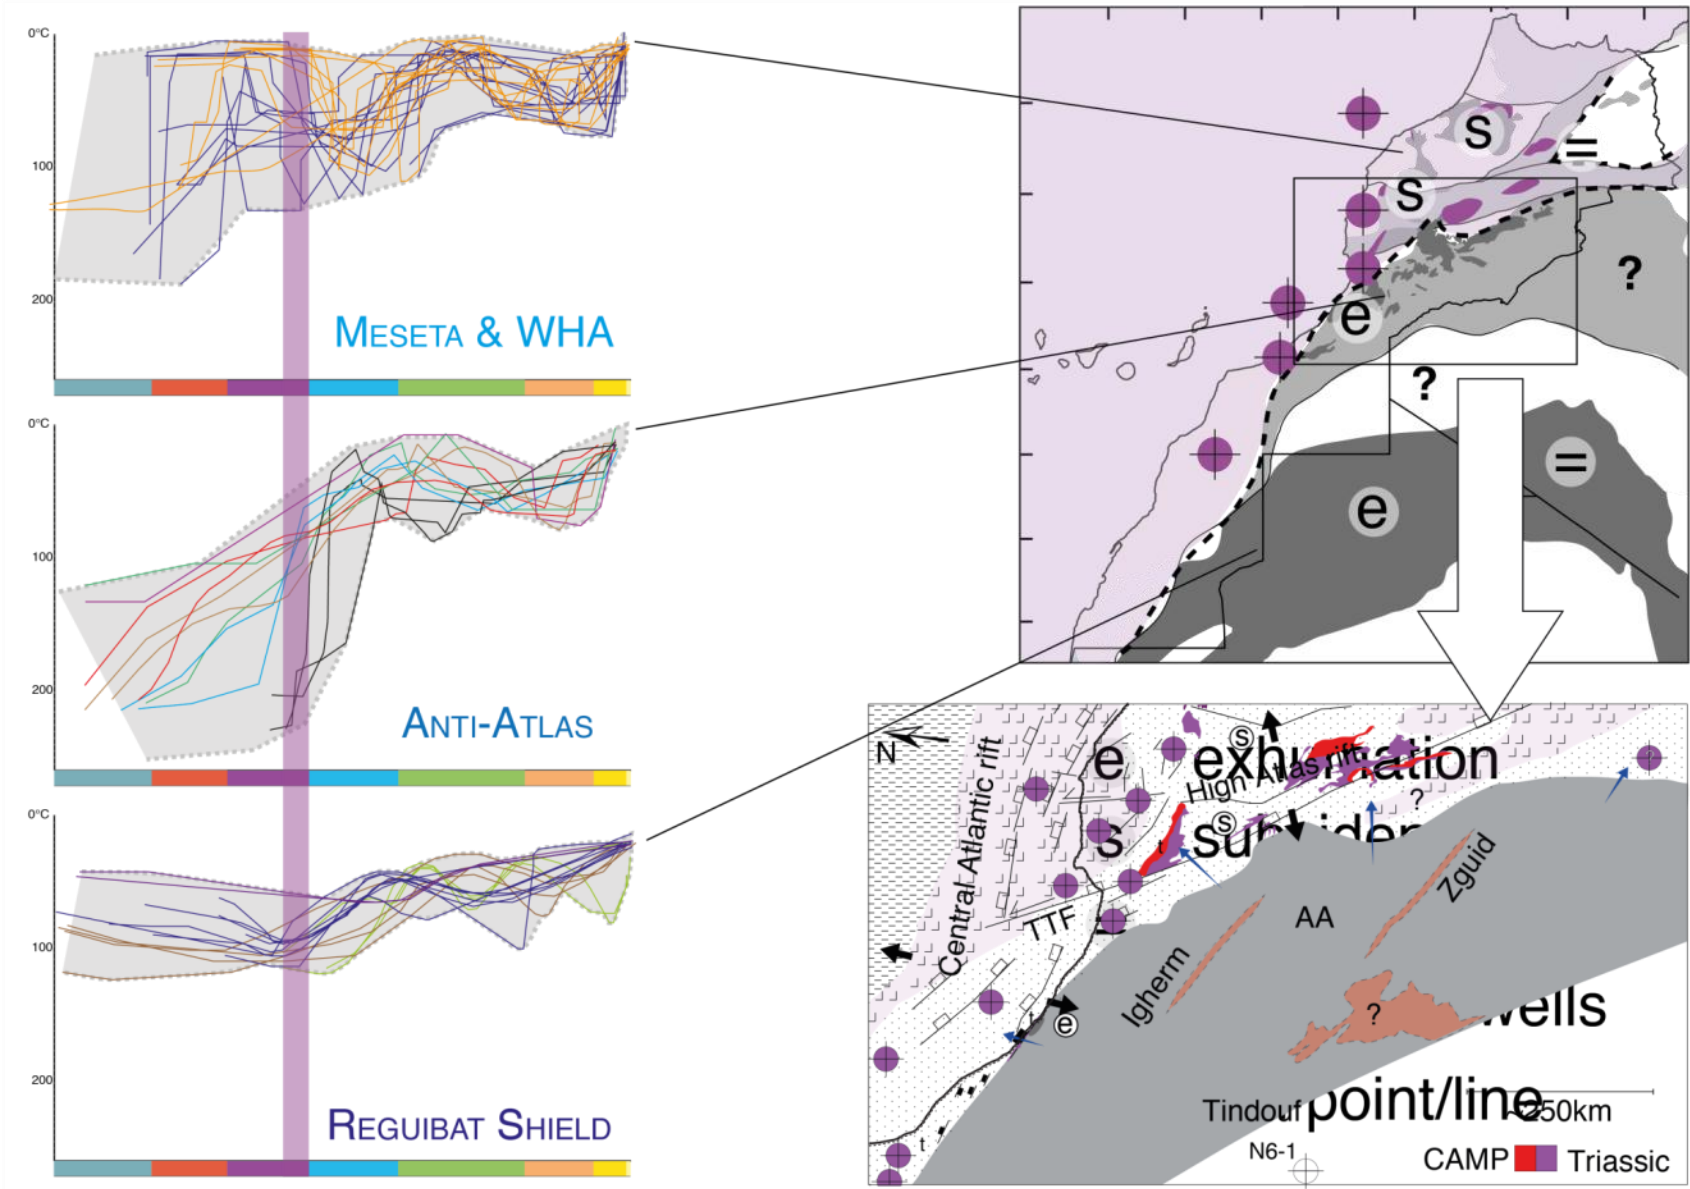 0°C
100
200
MESETA & WHA
0°C
100
200
ANTI-ATLAS
0°C
100
200
REGUIBAT SHIELD
s
=
s
?
e
?
=
e
N
Central Atlantic rift
e
exhumation
s
High Atlas rift
?
s
s
t
TTF
AA
Zguid
Igherm
?
t
e
wells
t
point/line
Tindouf
~250km
N6-1
CAMP
Triassic